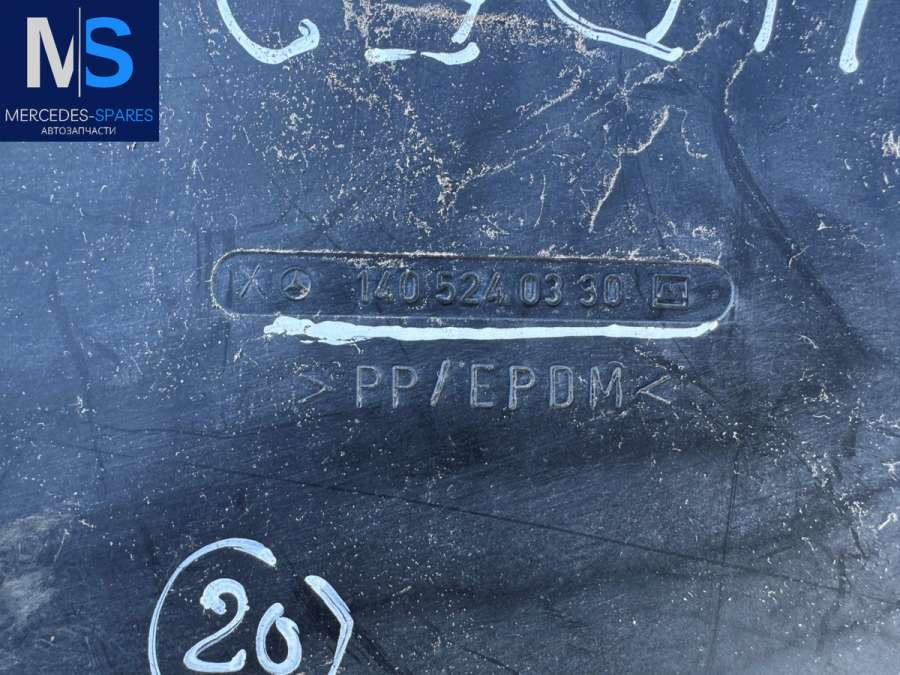 MS
MERCEDES-SPARES
АВТОЗАПЧАСТИ
X 140 524 03 30
>PP/EPDM<
20